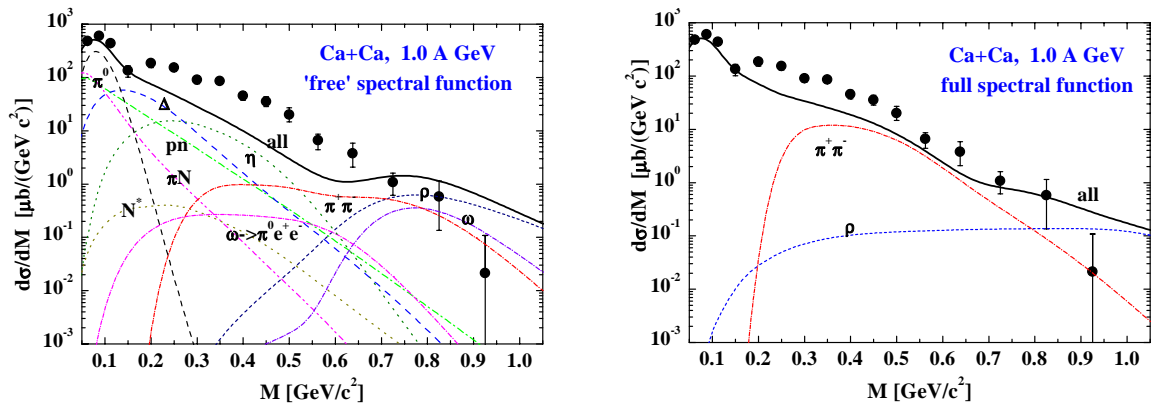 Ca+Ca, 1.0 A GeV
'free' spectral function
dσ/dM [μb/(GeV c²)]
10³
10²
10¹
10⁰
10⁻¹
10⁻²
10⁻³
π⁰
Δ
all
pn
η
πN
π⁺π⁻
ρ
N*
ω
ω->π⁰e⁺e⁻
0.1 0.2 0.3 0.4 0.5 0.6 0.7 0.8 0.9 1.0
M [GeV/c²]
Ca+Ca, 1.0 A GeV
full spectral function
dσ/dM [μb/(GeV c²)]
10³
10²
10¹
10⁰
10⁻¹
10⁻²
10⁻³
π⁺π⁻
all
ρ
0.1 0.2 0.3 0.4 0.5 0.6 0.7 0.8 0.9 1.0
M [GeV/c²]